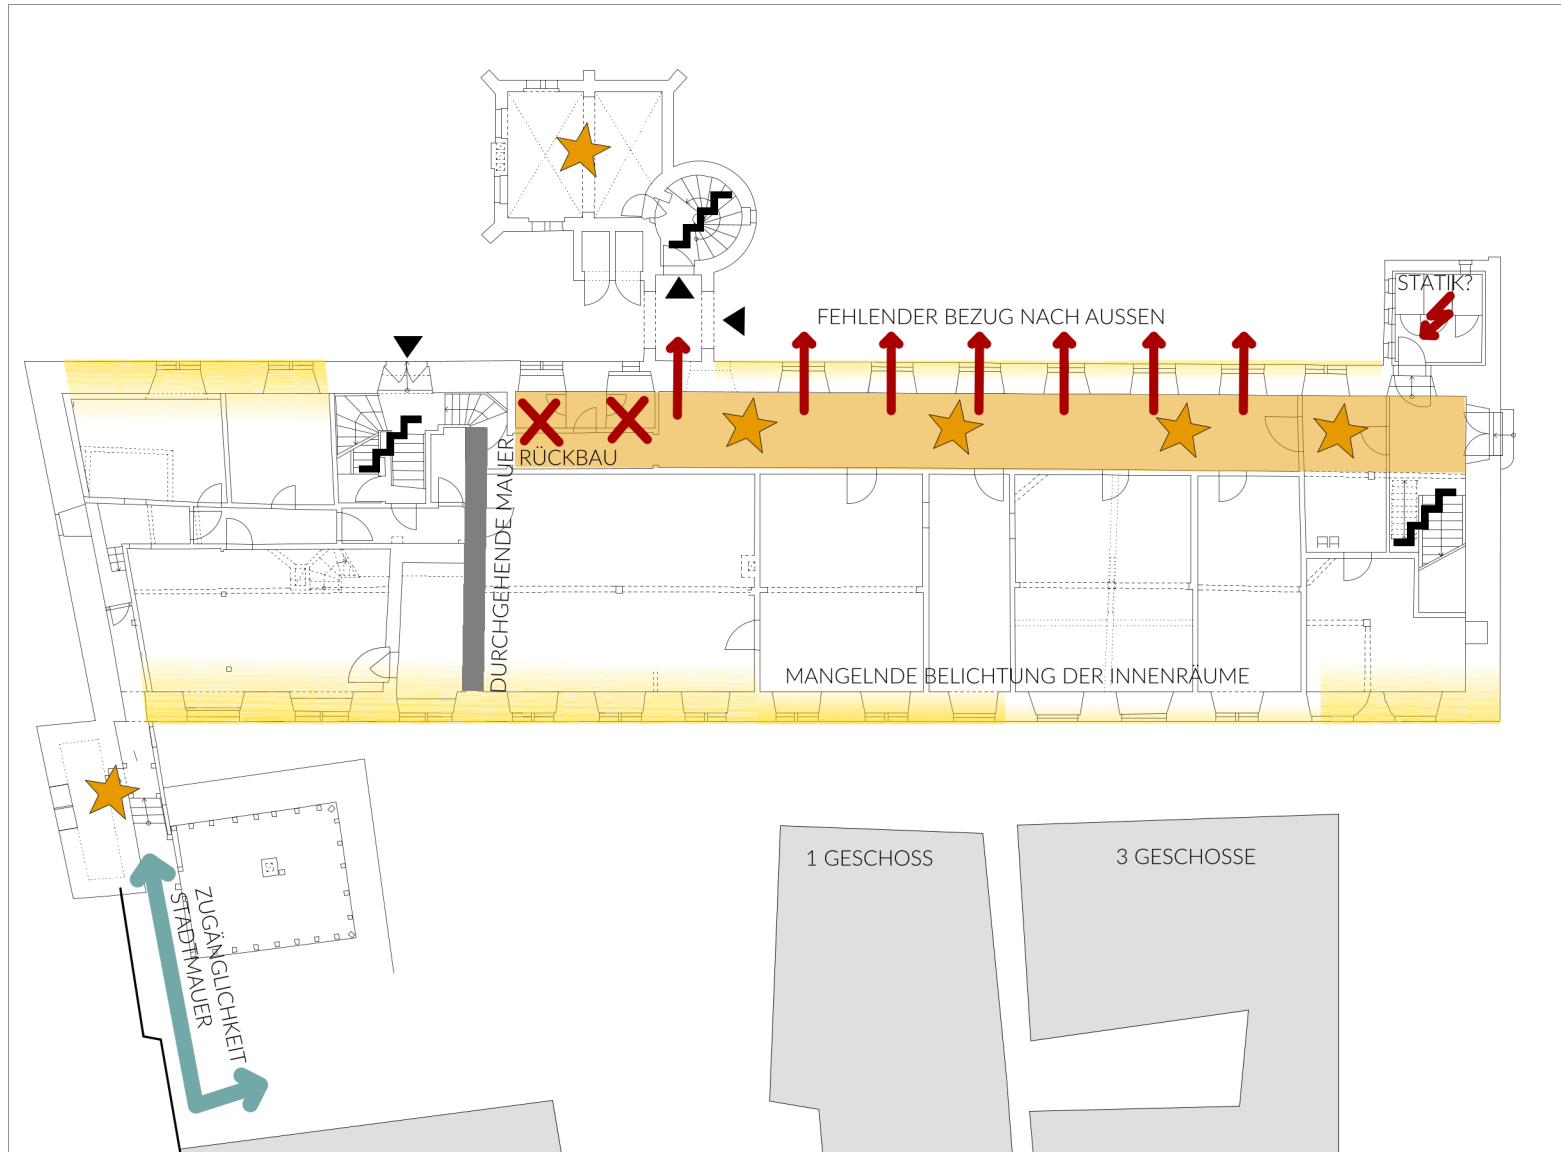 STATIK?
FEHLENDER BEZUG NACH AUSSEN
RÜCKBAU
DURCHGEHENDE MAUER
MANGELNDE BELICHTUNG DER INNENRÄUME
1 GESCHOSS
3 GESCHOSSE
ZUGÄNGLICHKEIT
STADTMAUER